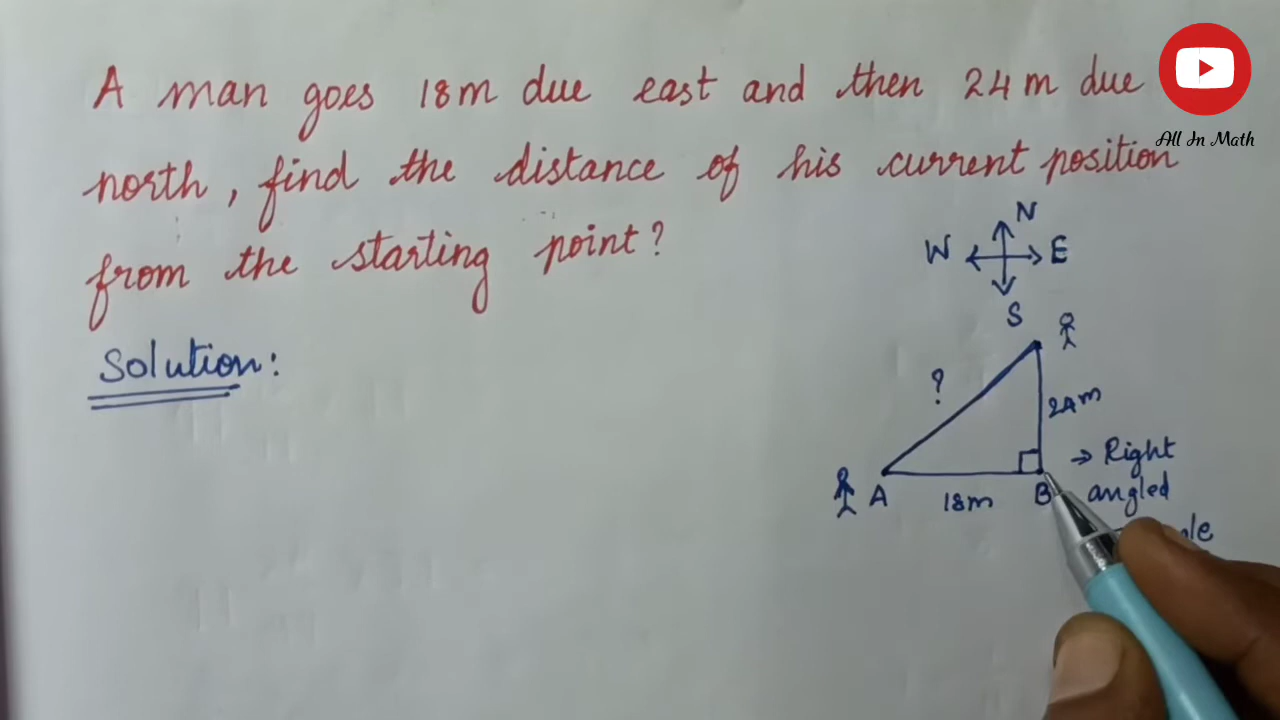 A man goes 18m due east and then 24m due
north, find the distance of his current position
from the starting point?
All In Math
N
W E
S
Solution:
?
24m
→ Right
angled
A 18m B